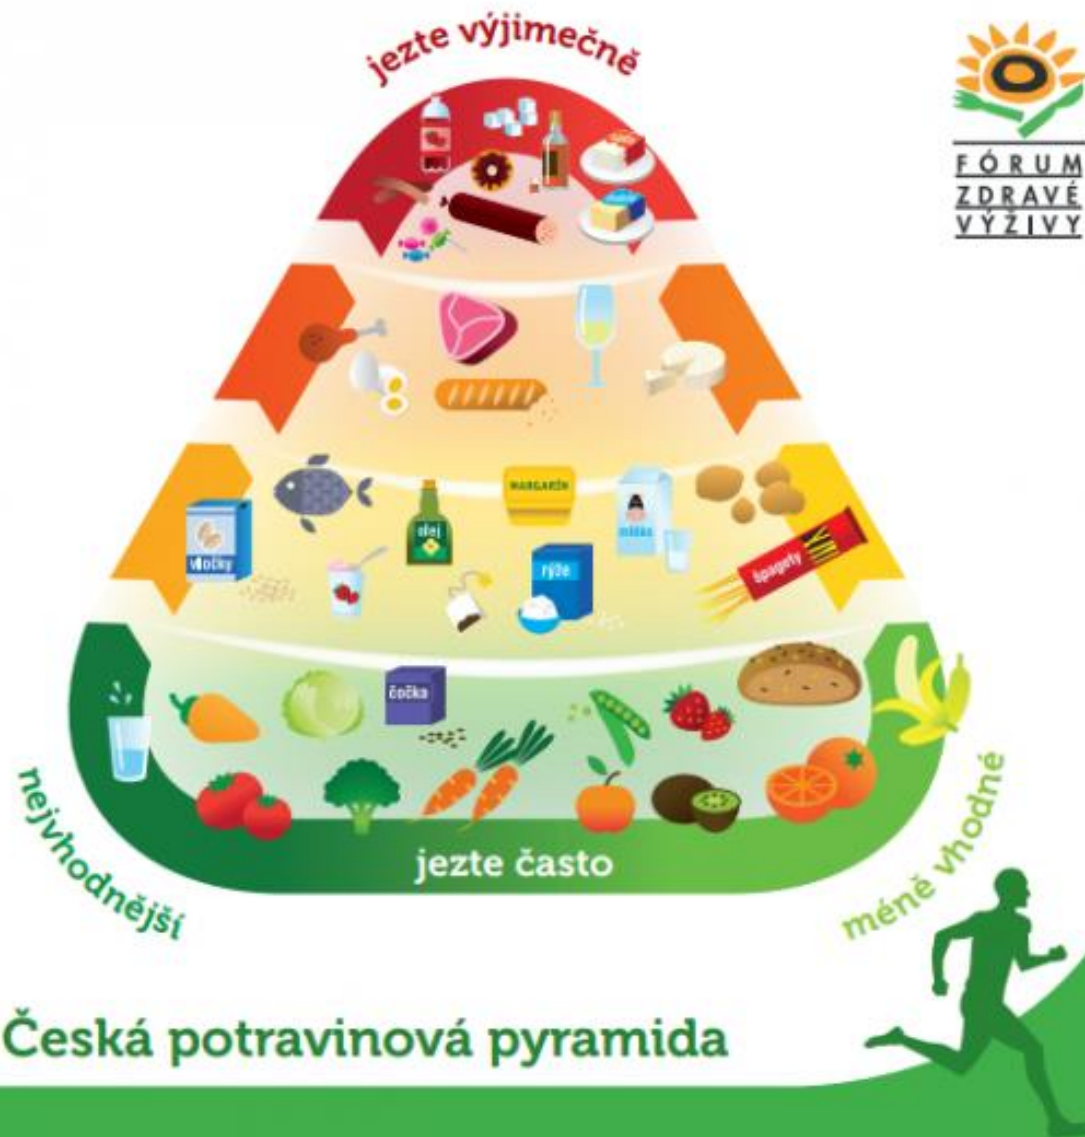 jezte výjimečně
FÓRUM
ZDRAVÉ
VÝŽIVY
MARGARÍN
olej
mléko
vločky
rýže
špagety
čočka
nejvhodnější
jezte často
méně vhodné
Česká potravinová pyramida